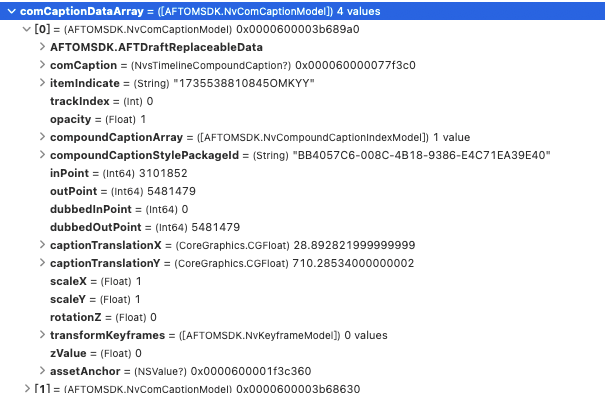 comCaptionDataArray = ([AFTOMSDK.NvComCaptionModel]) 4 values
[0] = (AFTOMSDK.NvComCaptionModel) 0x0000600003b689a0
AFTOMSDK.AFTDraftReplaceableData
comCaption = (NvsTimelineCompoundCaption?) 0x000060000077f3c0
itemIndicate = (String) "1735538810845OMKYY"
trackIndex = (Int) 0
opacity = (Float) 1
compoundCaptionArray = ([AFTOMSDK.NvCompoundCaptionIndexModel]) 1 value
compoundCaptionStylePackageId = (String) "BB4057C6-008C-4B18-9386-E4C71EA39E40"
inPoint = (Int64) 3101852
outPoint = (Int64) 5481479
dubbedInPoint = (Int64) 0
dubbedOutPoint = (Int64) 5481479
captionTranslationX = (CoreGraphics.CGFloat) 28.892821999999999
captionTranslationY = (CoreGraphics.CGFloat) 710.28534000000002
scaleX = (Float) 1
scaleY = (Float) 1
rotationZ = (Float) 0
transformKeyframes = ([AFTOMSDK.NvKeyframeModel]) 0 values
zValue = (Float) 0
assetAnchor = (NSValue?) 0x0000600001f3c360
[1] = (AFTOMSDK.NvComCaptionModel) 0x0000600003b68630